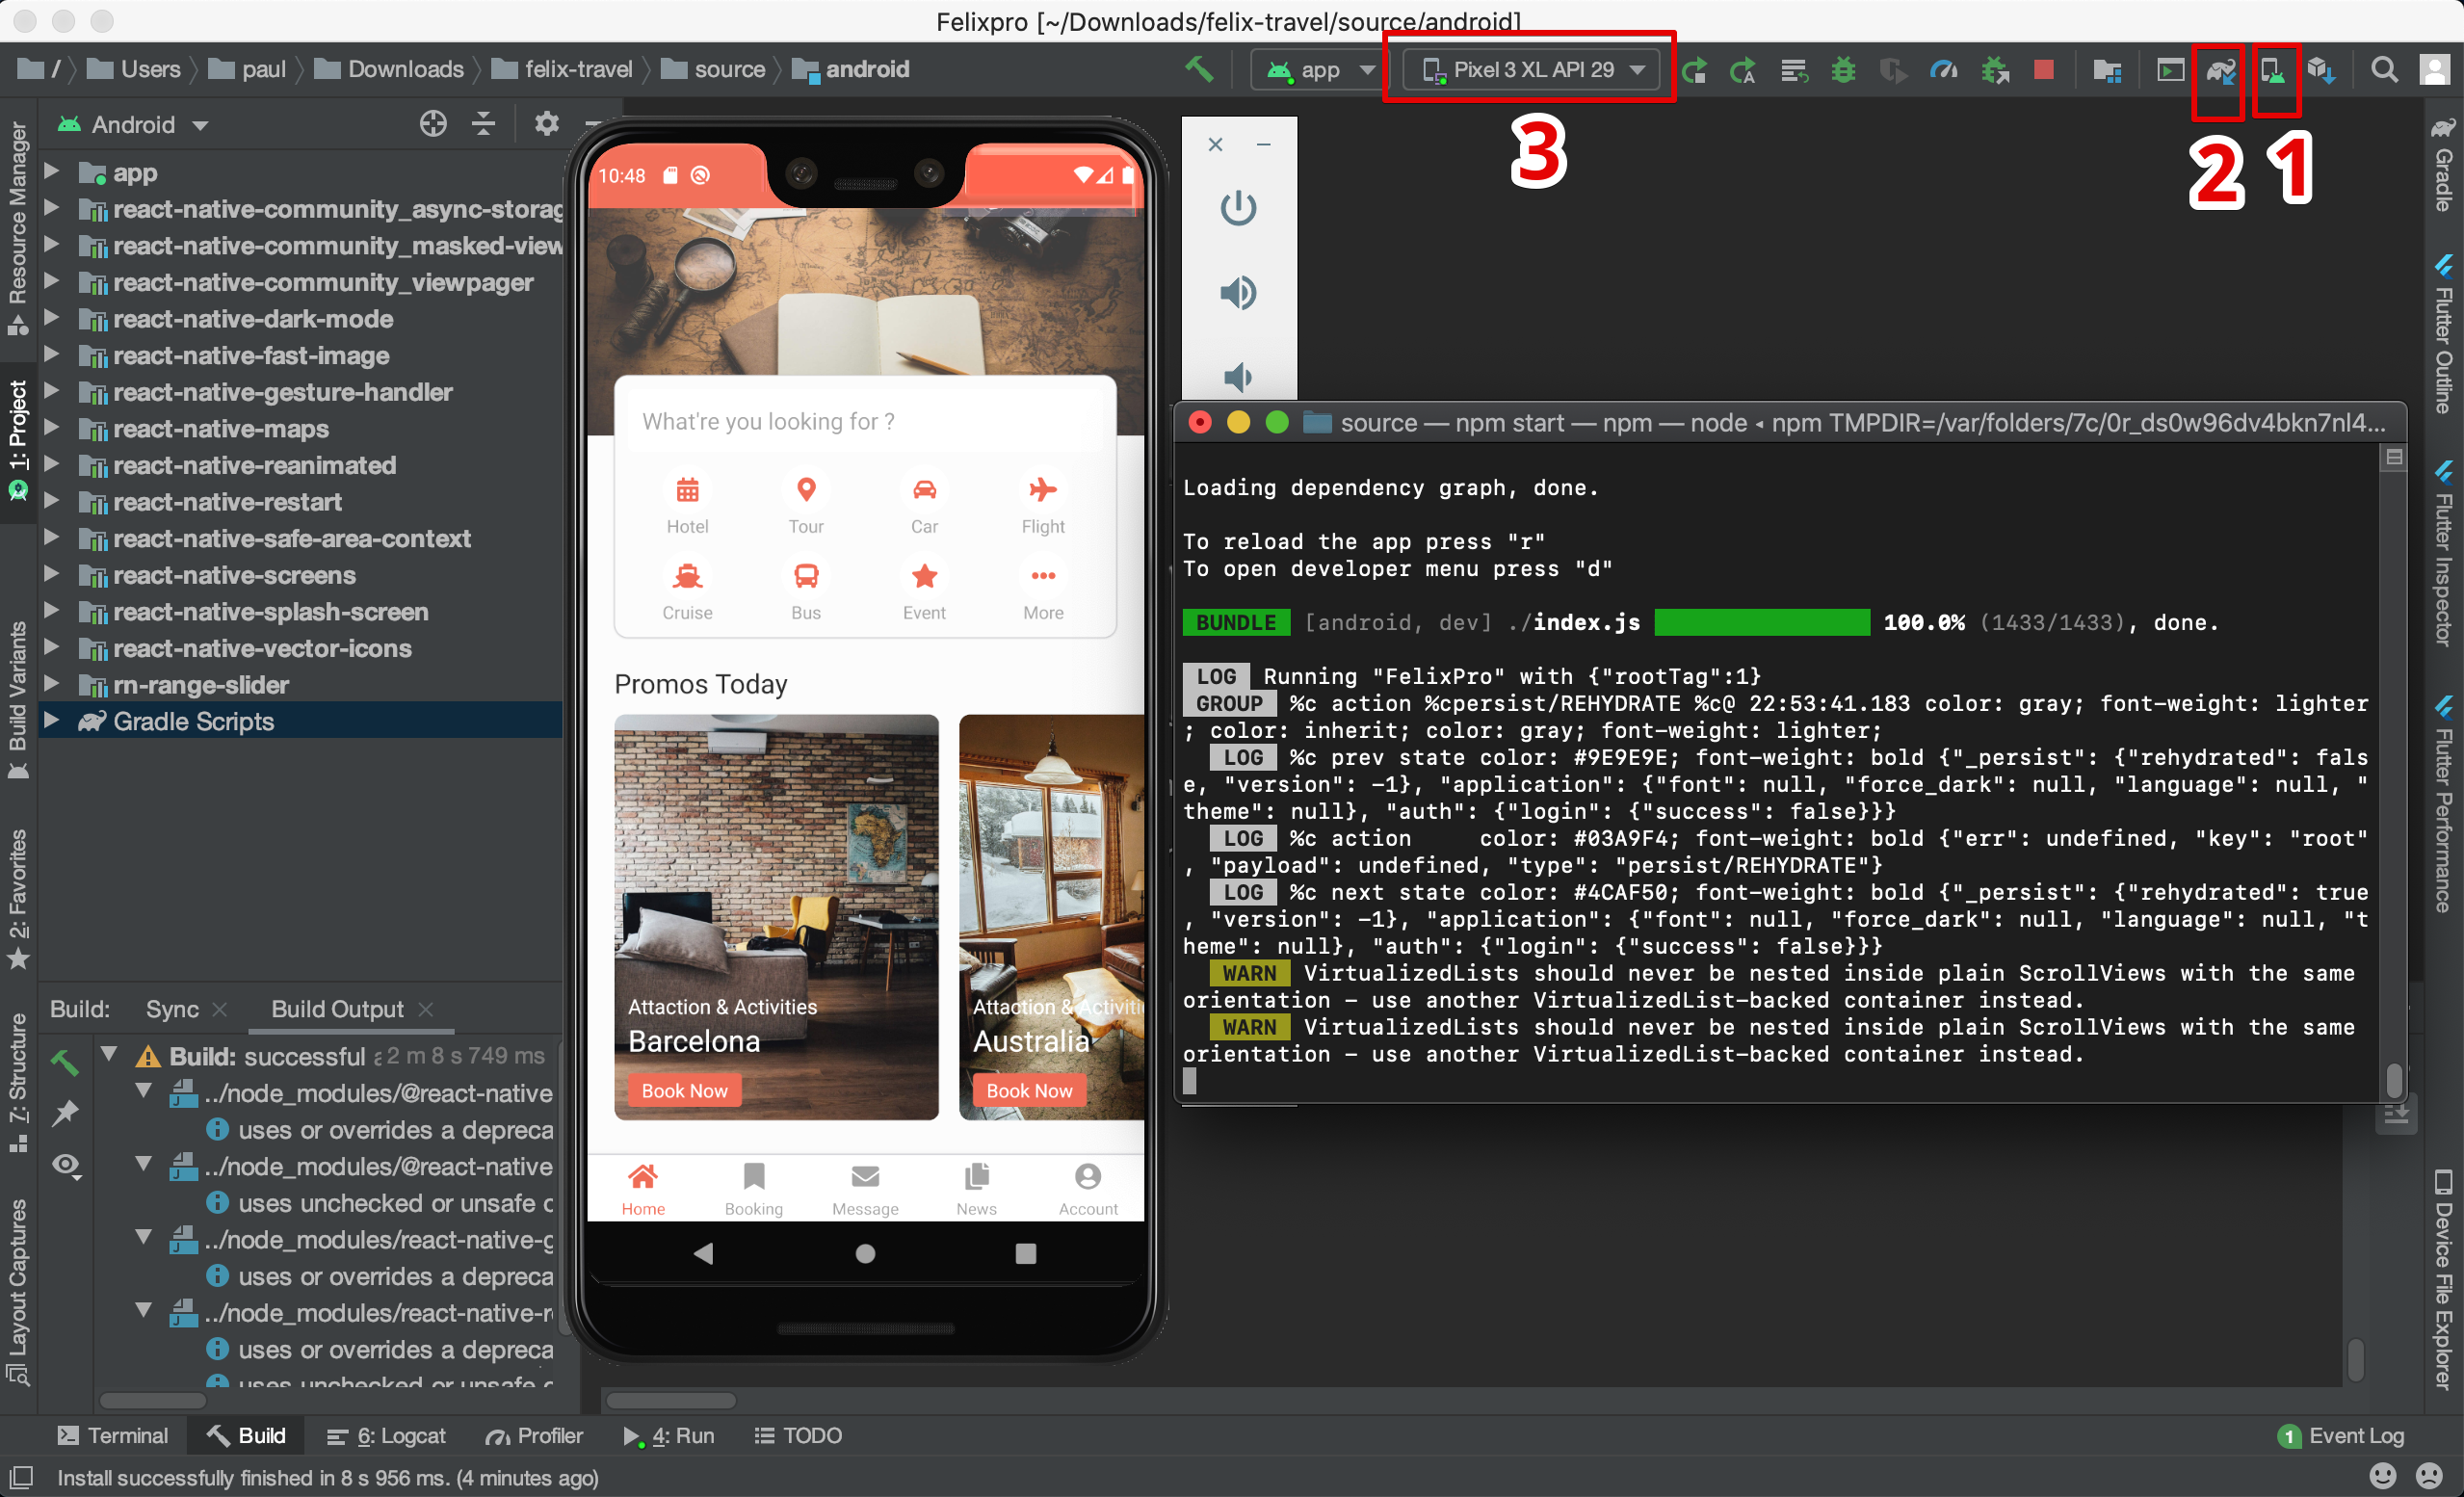 Felixpro [~/Downloads/felix-travel/source/android]
/ Users paul Downloads felix-travel source android
app
Pixel 3 XL API 29
3
2
1
Android
Resource Manager
1: Project
Build Variants
2: Favorites
7: Structure
Layout Captures
app
react-native-community_async-storag
react-native-community_masked-view
react-native-community_viewpager
react-native-dark-mode
react-native-fast-image
react-native-gesture-handler
react-native-maps
react-native-reanimated
react-native-restart
react-native-safe-area-context
react-native-screens
react-native-splash-screen
react-native-vector-icons
rn-range-slider
Gradle Scripts
Build: Sync Build Output
Build: successful 2 m 8 s 749 ms
../node_modules/@react-native
uses or overrides a depreca
../node_modules/@react-native
uses unchecked or unsafe c
../node_modules/react-native-g
uses or overrides a depreca
../node_modules/react-native-r
uses or overrides a depreca
uses unchecked or unsafe c
10:48
What're you looking for ?
Hotel Tour Car Flight
Cruise Bus Event More
Promos Today
Attaction & Activities
Barcelona
Book Now
Attaction & Activiti
Australia
Book Now
Home Booking Message News Account
source — npm start — npm — node ◂ npm TMPDIR=/var/folders/7c/0r_ds0w96dv4bkn7nl4...
Loading dependency graph, done.
To reload the app press "r"
To open developer menu press "d"
BUNDLE [android, dev] ./index.js 100.0% (1433/1433), done.
LOG Running "FelixPro" with {"rootTag":1}
GROUP %c action %cpersist/REHYDRATE %c@ 22:53:41.183 color: gray; font-weight: lighter
; color: inherit; color: gray; font-weight: lighter;
LOG %c prev state color: #9E9E9E; font-weight: bold {"_persist": {"rehydrated": fals
e, "version": -1}, "application": {"font": null, "force_dark": null, "language": null, "
theme": null}, "auth": {"login": {"success": false}}}
LOG %c action color: #03A9F4; font-weight: bold {"err": undefined, "key": "root"
, "payload": undefined, "type": "persist/REHYDRATE"}
LOG %c next state color: #4CAF50; font-weight: bold {"_persist": {"rehydrated": true
, "version": -1}, "application": {"font": null, "force_dark": null, "language": null, "t
heme": null}, "auth": {"login": {"success": false}}}
WARN VirtualizedLists should never be nested inside plain ScrollViews with the same
orientation - use another VirtualizedList-backed container instead.
WARN VirtualizedLists should never be nested inside plain ScrollViews with the same
orientation - use another VirtualizedList-backed container instead.
Gradle
Flutter Outline
Flutter Inspector
Flutter Performance
Device File Explorer
Terminal Build 6: Logcat Profiler 4: Run TODO
1 Event Log
Install successfully finished in 8 s 956 ms. (4 minutes ago)